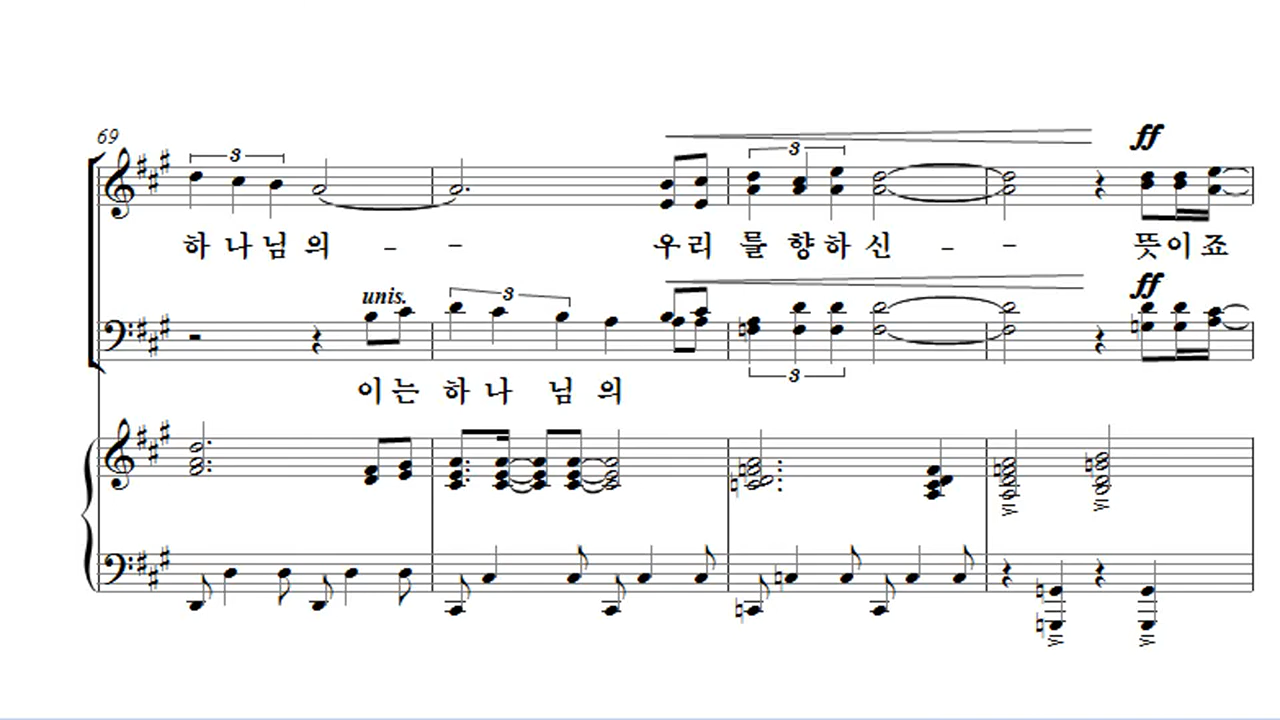 69
3
3
ff
하 나 님 의 - - 우 리 를 향 하 신 - - 뜻 이 죠
unis.
3
ff
3
이 는 하 나 님 의